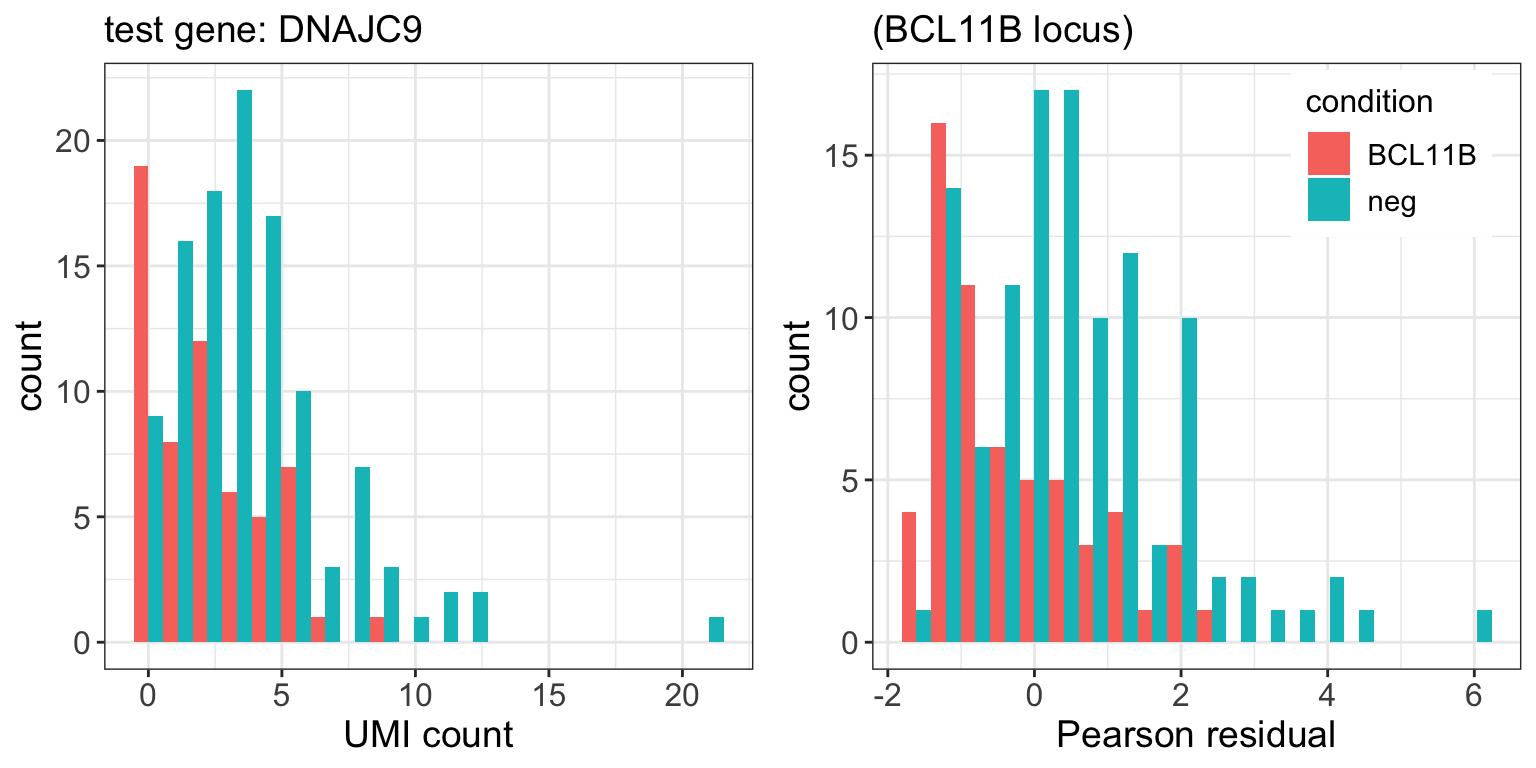 test gene: DNAJC9
(BCL11B locus)
20
15
10
5
0
count
0 5 10 15 20
UMI count
15
10
5
0
count
-2 0 2 4 6
Pearson residual
condition
BCL11B
neg